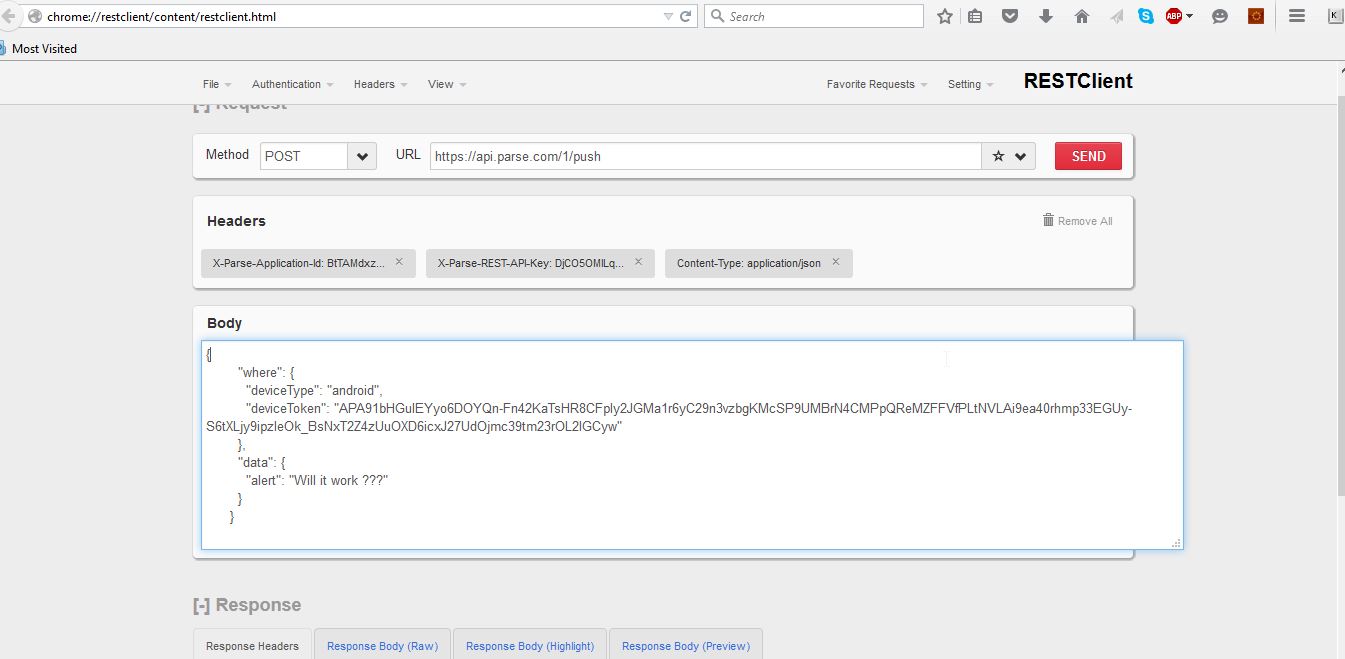 chrome://restclient/content/restclient.html
Search
ABP
K
Most Visited
File Authentication Headers View Favorite Requests Setting RESTClient
[-] Request
Method POST URL https://api.parse.com/1/push SEND
Headers Remove All
X-Parse-Application-Id: BtTAMdxz... × X-Parse-REST-API-Key: DjCO5OMlLq... × Content-Type: application/json ×
Body
{
"where": {
"deviceType": "android",
"deviceToken": "APA91bHGulEYyo6DOYQn-Fn42KaTsHR8CFply2JGMa1r6yC29n3vzbgKMcSP9UMBrN4CMPpQReMZFFVfPLtNVLAi9ea40rhmp33EGUy-
S6tXLjy9ipzleOk_BsNxT2Z4zUuOXD6icxJ27UdOjmc39tm23rOL2lGCyw"
},
"data": {
"alert": "Will it work ???"
}
}
[-] Response
Response Headers Response Body (Raw) Response Body (Highlight) Response Body (Preview)